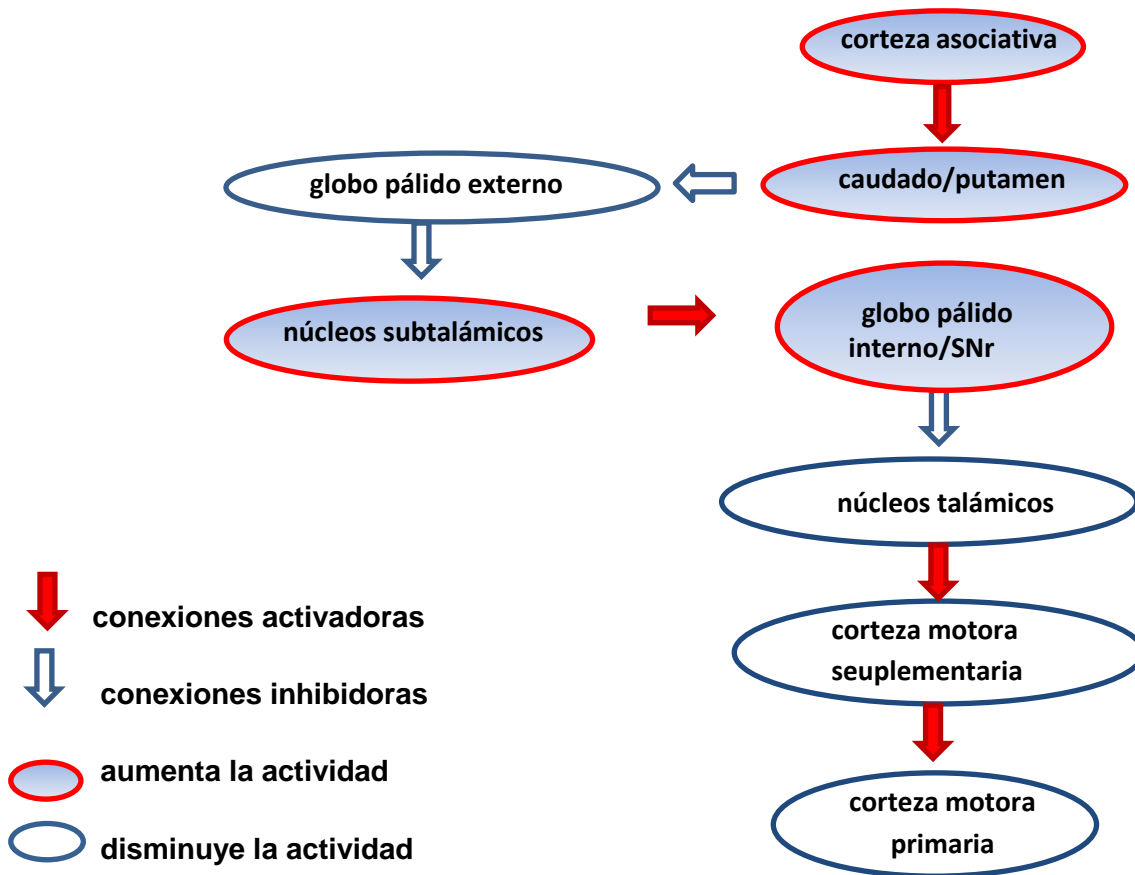 corteza asociativa
globo pálido externo
caudado/putamen
núcleos subtalámicos
globo pálido
interno/SNr
núcleos talámicos
corteza motora
seuplementaria
corteza motora
primaria
conexiones activadoras
conexiones inhibidoras
aumenta la actividad
disminuye la actividad